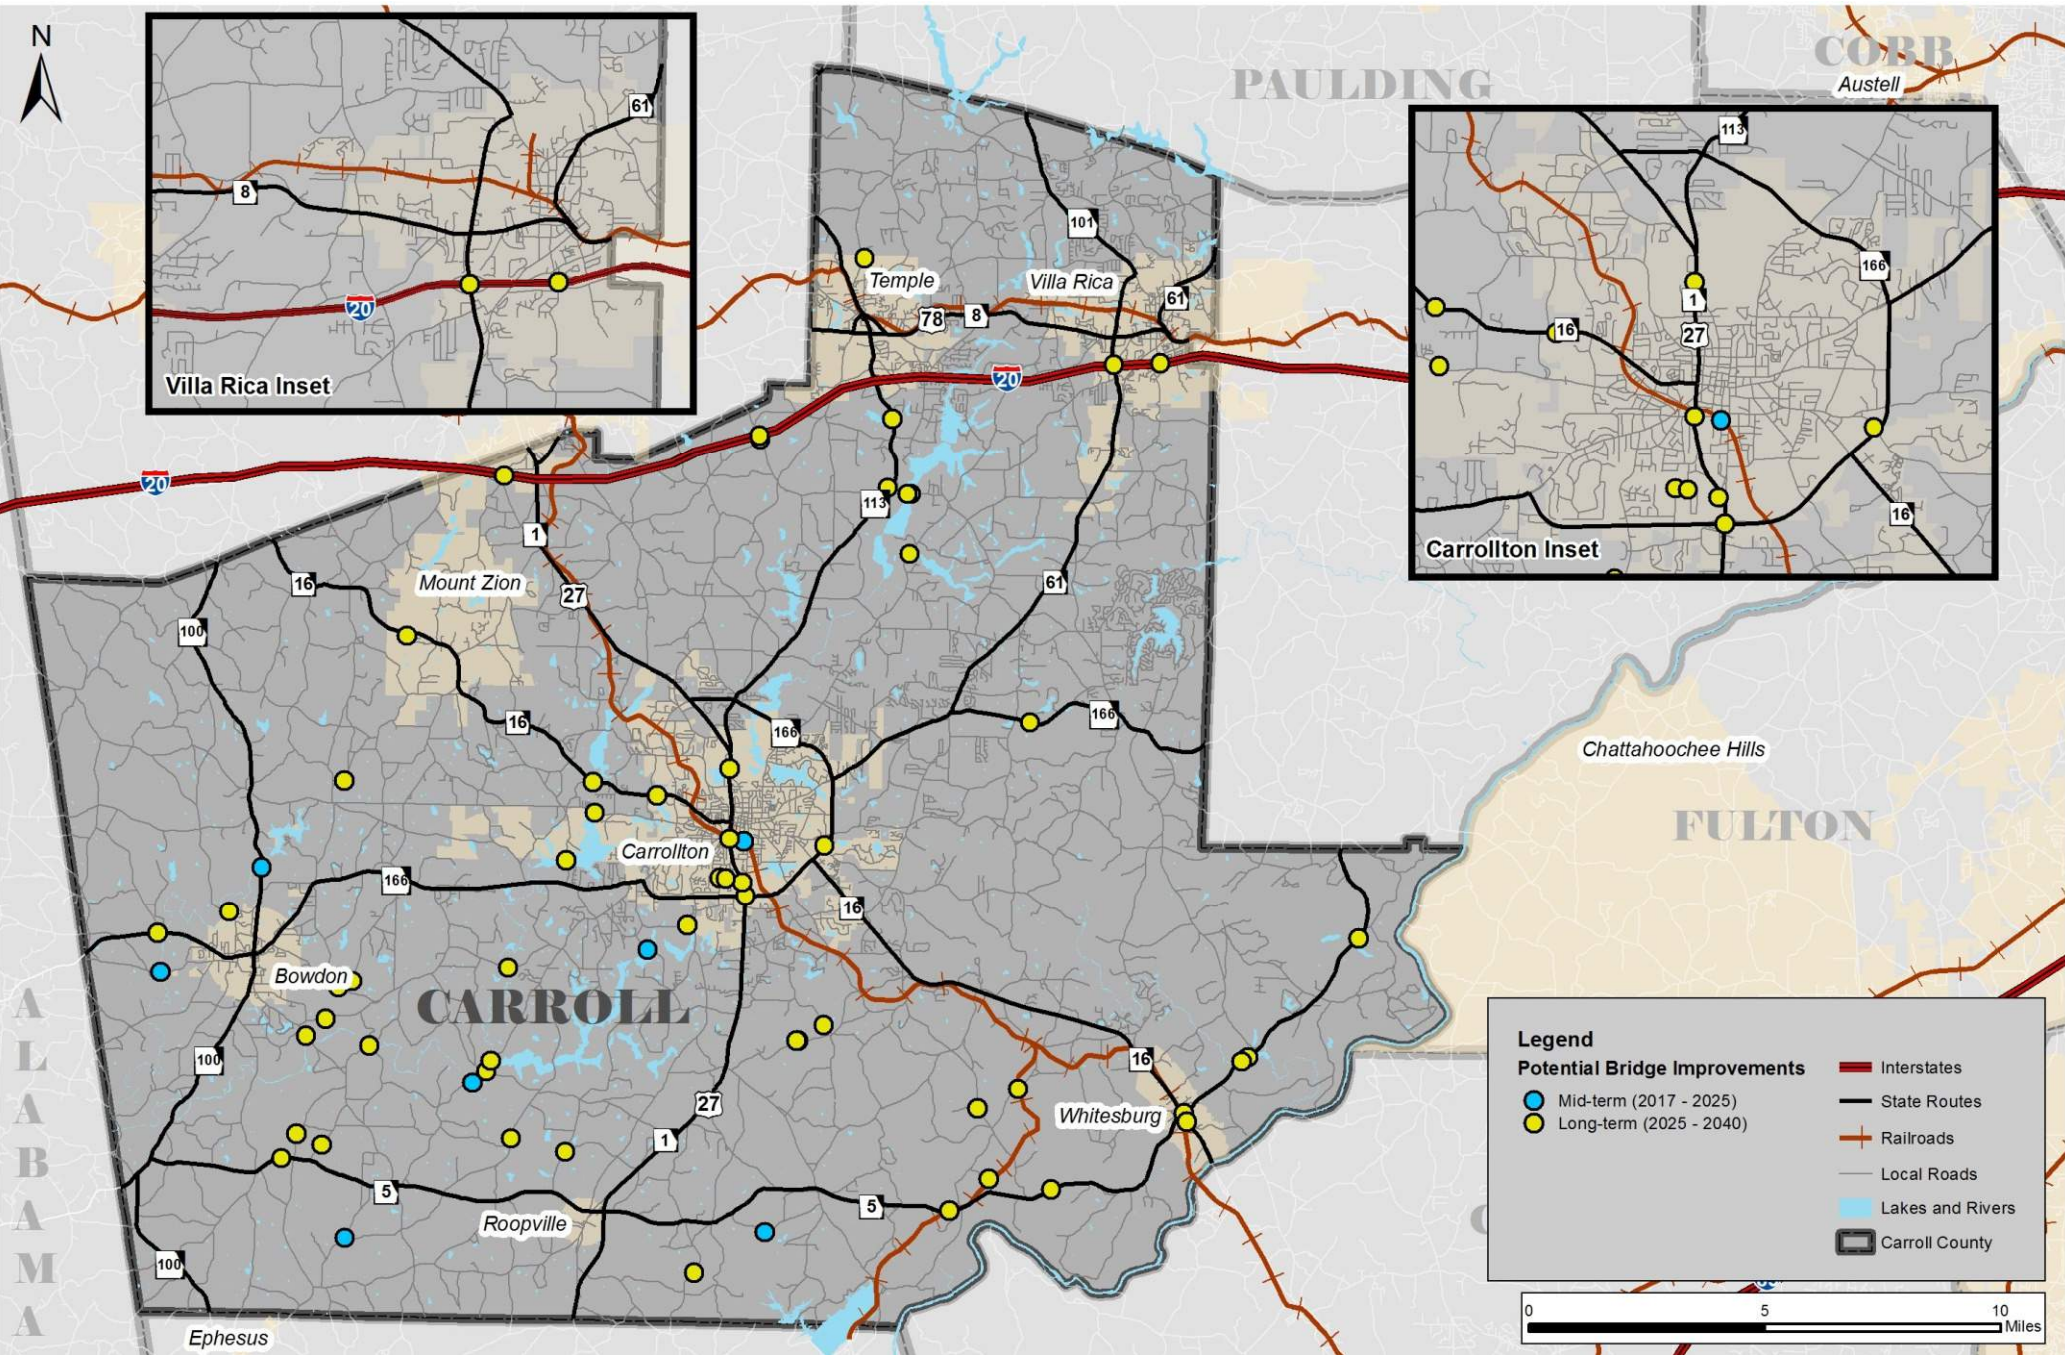 N
61
8
20
Villa Rica Inset
PAULDING
COBB
Austell
113
166
1
16
27
16
Carrollton Inset
101
Temple
Villa Rica
61
78
8
20
20
113
1
Mount Zion
27
16
100
61
16
166
166
Chattahoochee Hills
FULTON
Carrollton
166
16
Bowdon
CARROLL
100
16
27
Whitesburg
1
5
5
Roopville
100
Ephesus
ALABAMA
Legend
Potential Bridge Improvements
Mid-term (2017 - 2025)
Long-term (2025 - 2040)
Interstates
State Routes
Railroads
Local Roads
Lakes and Rivers
Carroll County
0 5 10
Miles